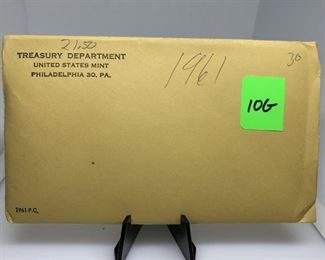 21.50
TREASURY DEPARTMENT
UNITED STATES MINT
PHILADELPHIA 30, PA.
1961
30
10G
1961-P.C.